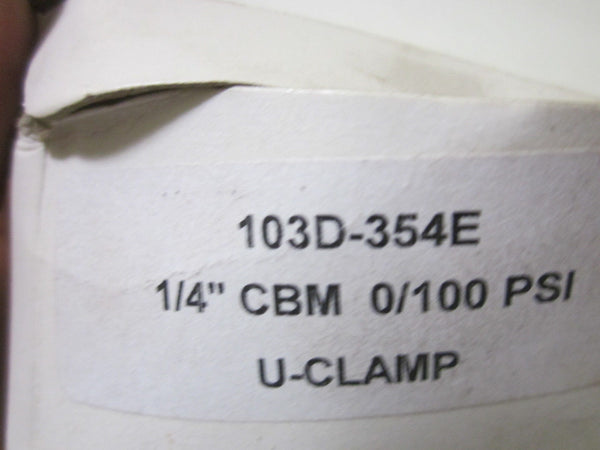 103D-354E
1/4" CBM 0/100 PSI
U-CLAMP